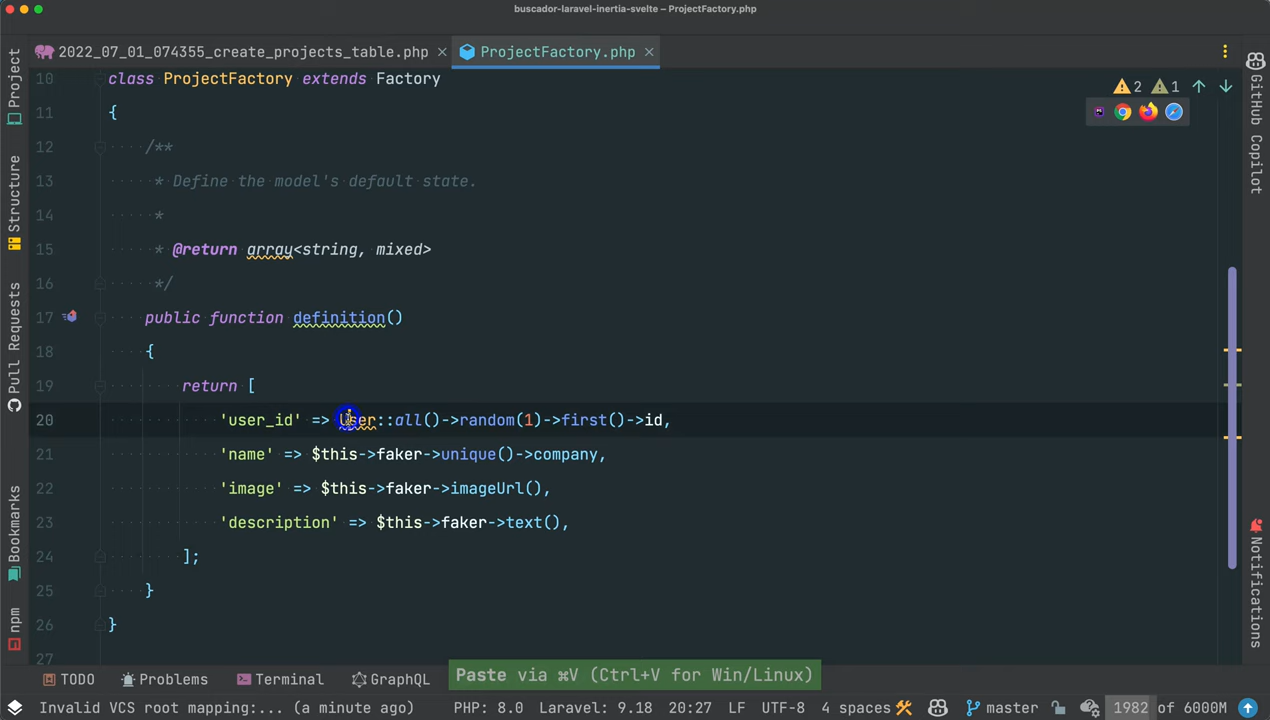 buscador-laravel-inertia-svelte – ProjectFactory.php
2022_07_01_074355_create_projects_table.php
ProjectFactory.php
Project
Structure
Pull Requests
Bookmarks
npm
GitHub Copilot
Notifications
2 1
10 class ProjectFactory extends Factory
11 {
12 /**
13 * Define the model's default state.
14 *
15 * @return array<string, mixed>
16 */
17 public function definition()
18 {
19 return [
20 'user_id' => User::all()->random(1)->first()->id,
21 'name' => $this->faker->unique()->company,
22 'image' => $this->faker->imageUrl(),
23 'description' => $this->faker->text(),
24 ];
25 }
26 }
27
Paste via ⌘V (Ctrl+V for Win/Linux)
TODO Problems Terminal GraphQL
Invalid VCS root mapping:... (a minute ago) PHP: 8.0 Laravel: 9.18 20:27 LF UTF-8 4 spaces master 1982 of 6000M